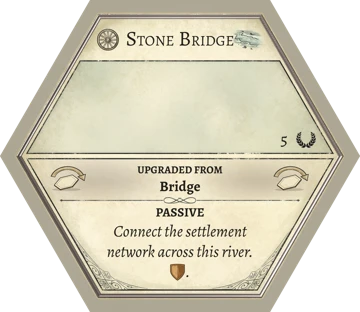 STONE BRIDGE
5
UPGRADED FROM
Bridge
PASSIVE
Connect the settlement
network across this river.
.